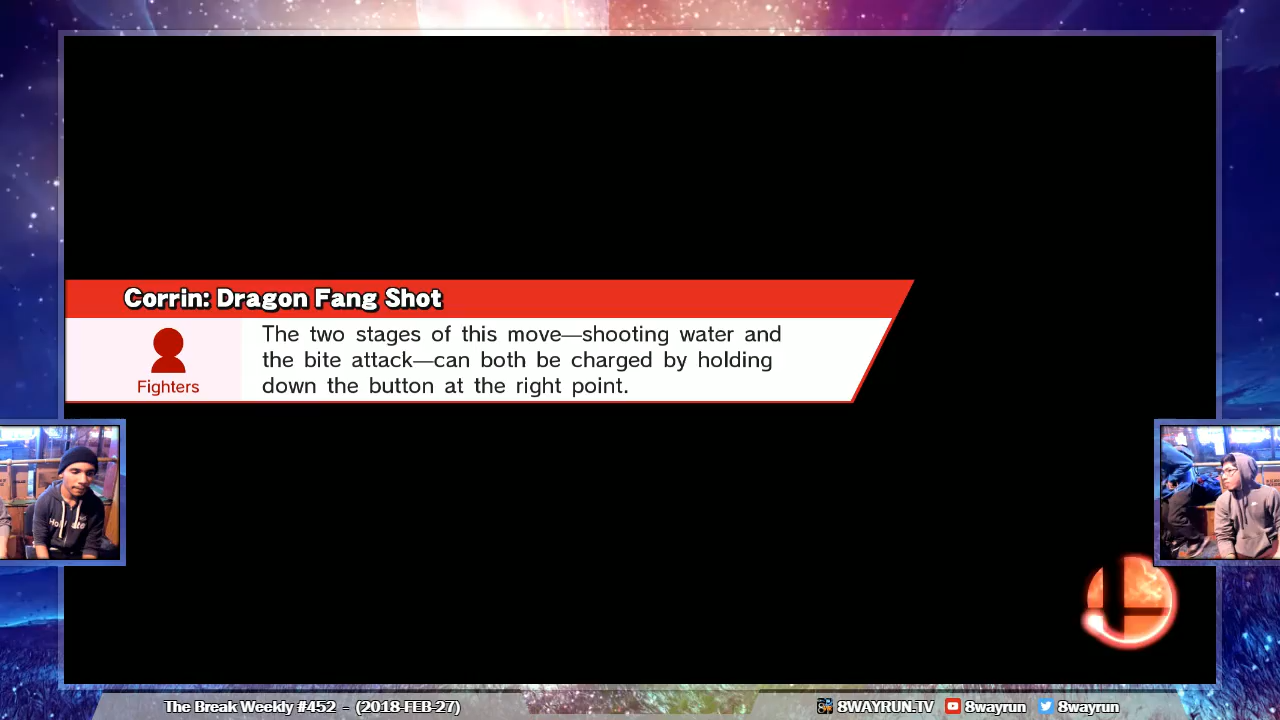 Corrin: Dragon Fang Shot
The two stages of this move—shooting water and
the bite attack—can both be charged by holding
down the button at the right point.
Fighters
The Break Weekly #452 - (2018-FEB-27)
8WAYRUN.TV 8wayrun 8wayrun